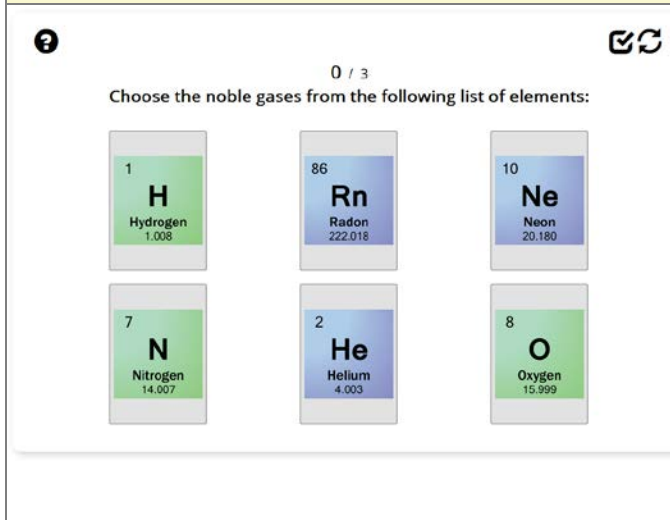 0 / 3
Choose the noble gases from the following list of elements:
1
H
Hydrogen
1.008
86
Rn
Radon
222.018
10
Ne
Neon
20.180
7
N
Nitrogen
14.007
2
He
Helium
4.003
8
O
Oxygen
15.999